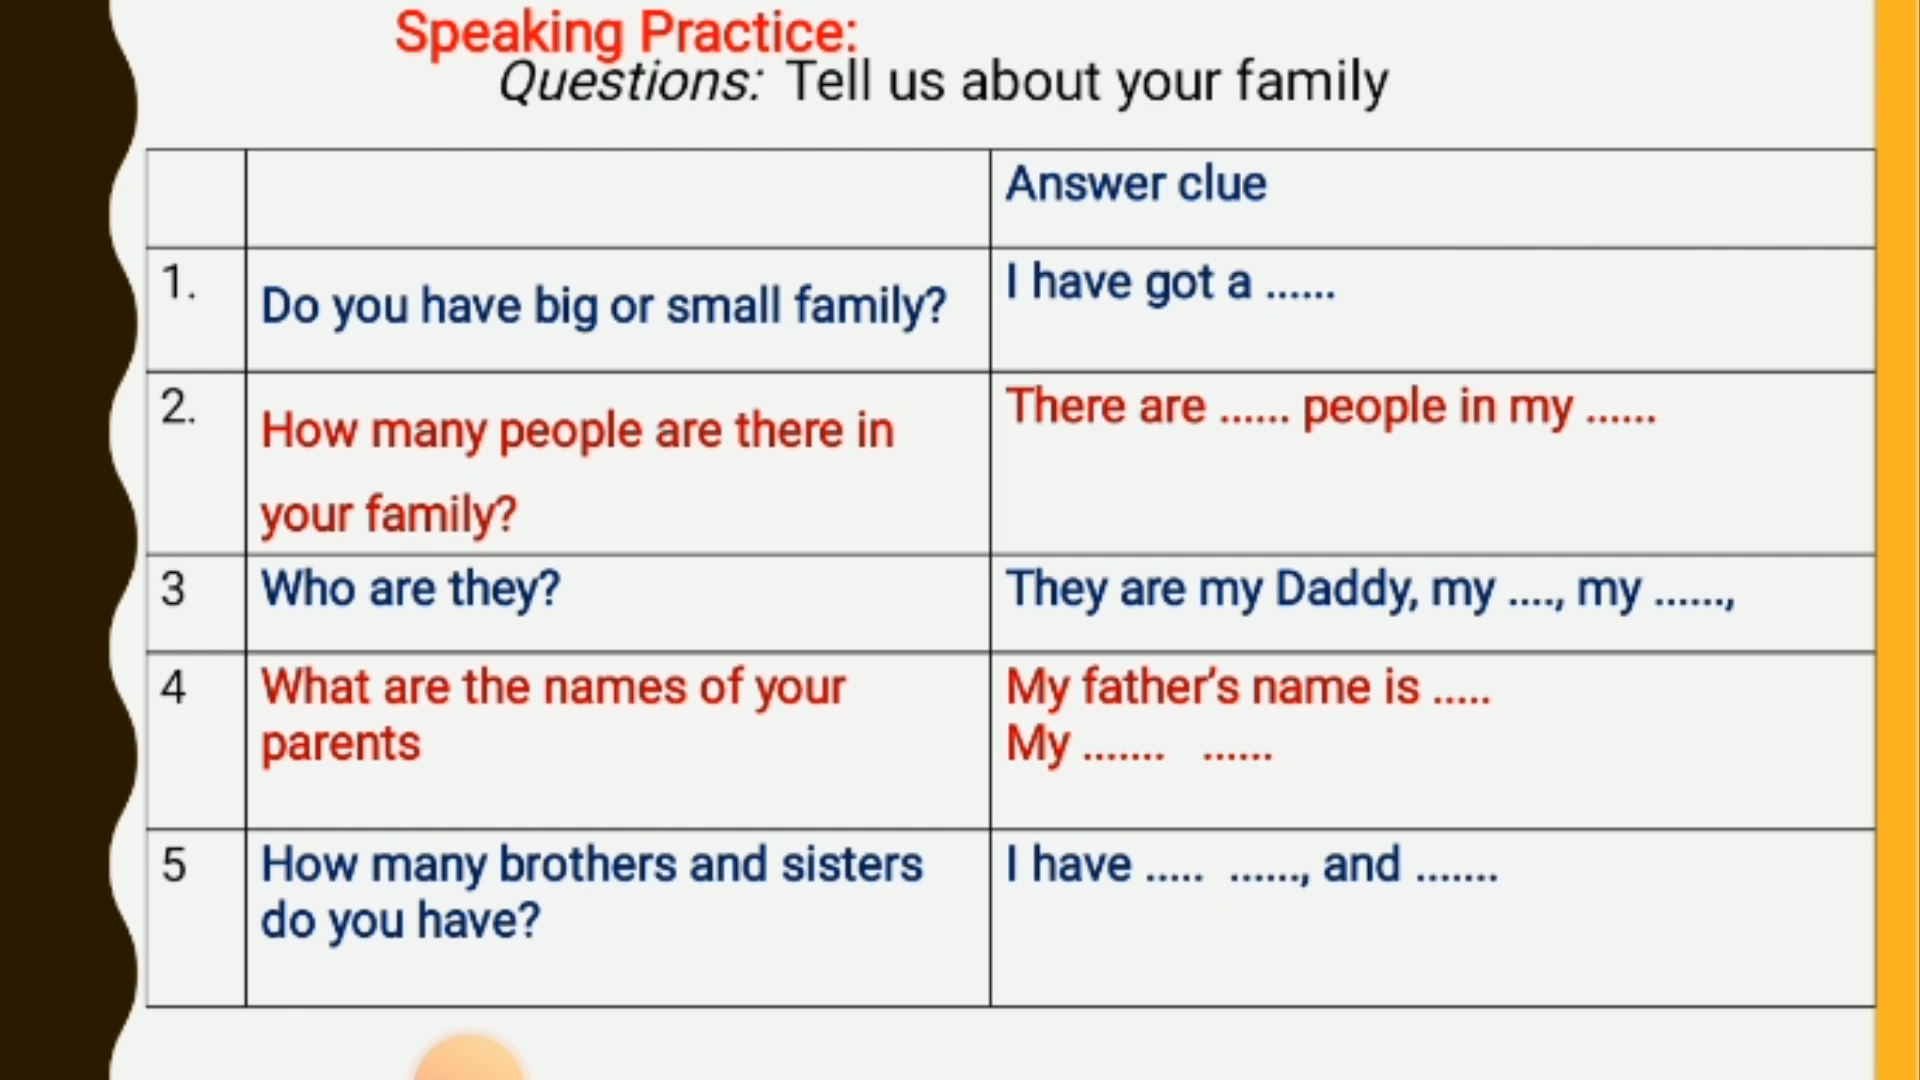 Speaking Practice:
Questions: Tell us about your family
Answer clue
1. Do you have big or small family? I have got a ......
2. How many people are there in There are ...... people in my ......
your family?
3 Who are they? They are my Daddy, my ...., my ......,
4 What are the names of your My father's name is .....
parents My ....... ......
5 How many brothers and sisters I have ..... ......, and .......
do you have?